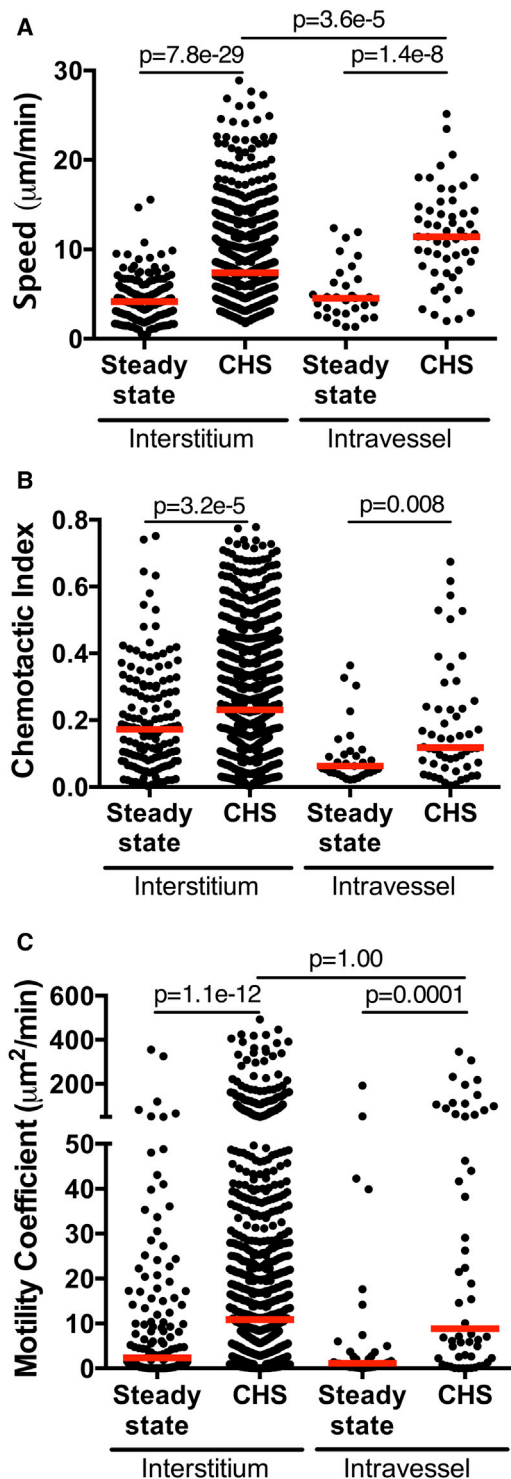 A
p=3.6e-5
p=7.8e-29 p=1.4e-8
30
20
10
0
Speed (μm/min)
Steady state CHS Steady state CHS
Interstitium Intravessel
B
p=3.2e-5 p=0.008
0.8
0.6
0.4
0.2
0.0
Chemotactic Index
Steady state CHS Steady state CHS
Interstitium Intravessel
C
p=1.00
p=1.1e-12 p=0.0001
600
400
200
50
40
30
20
10
0
Motility Coefficient (μm²/min)
Steady state CHS Steady state CHS
Interstitium Intravessel